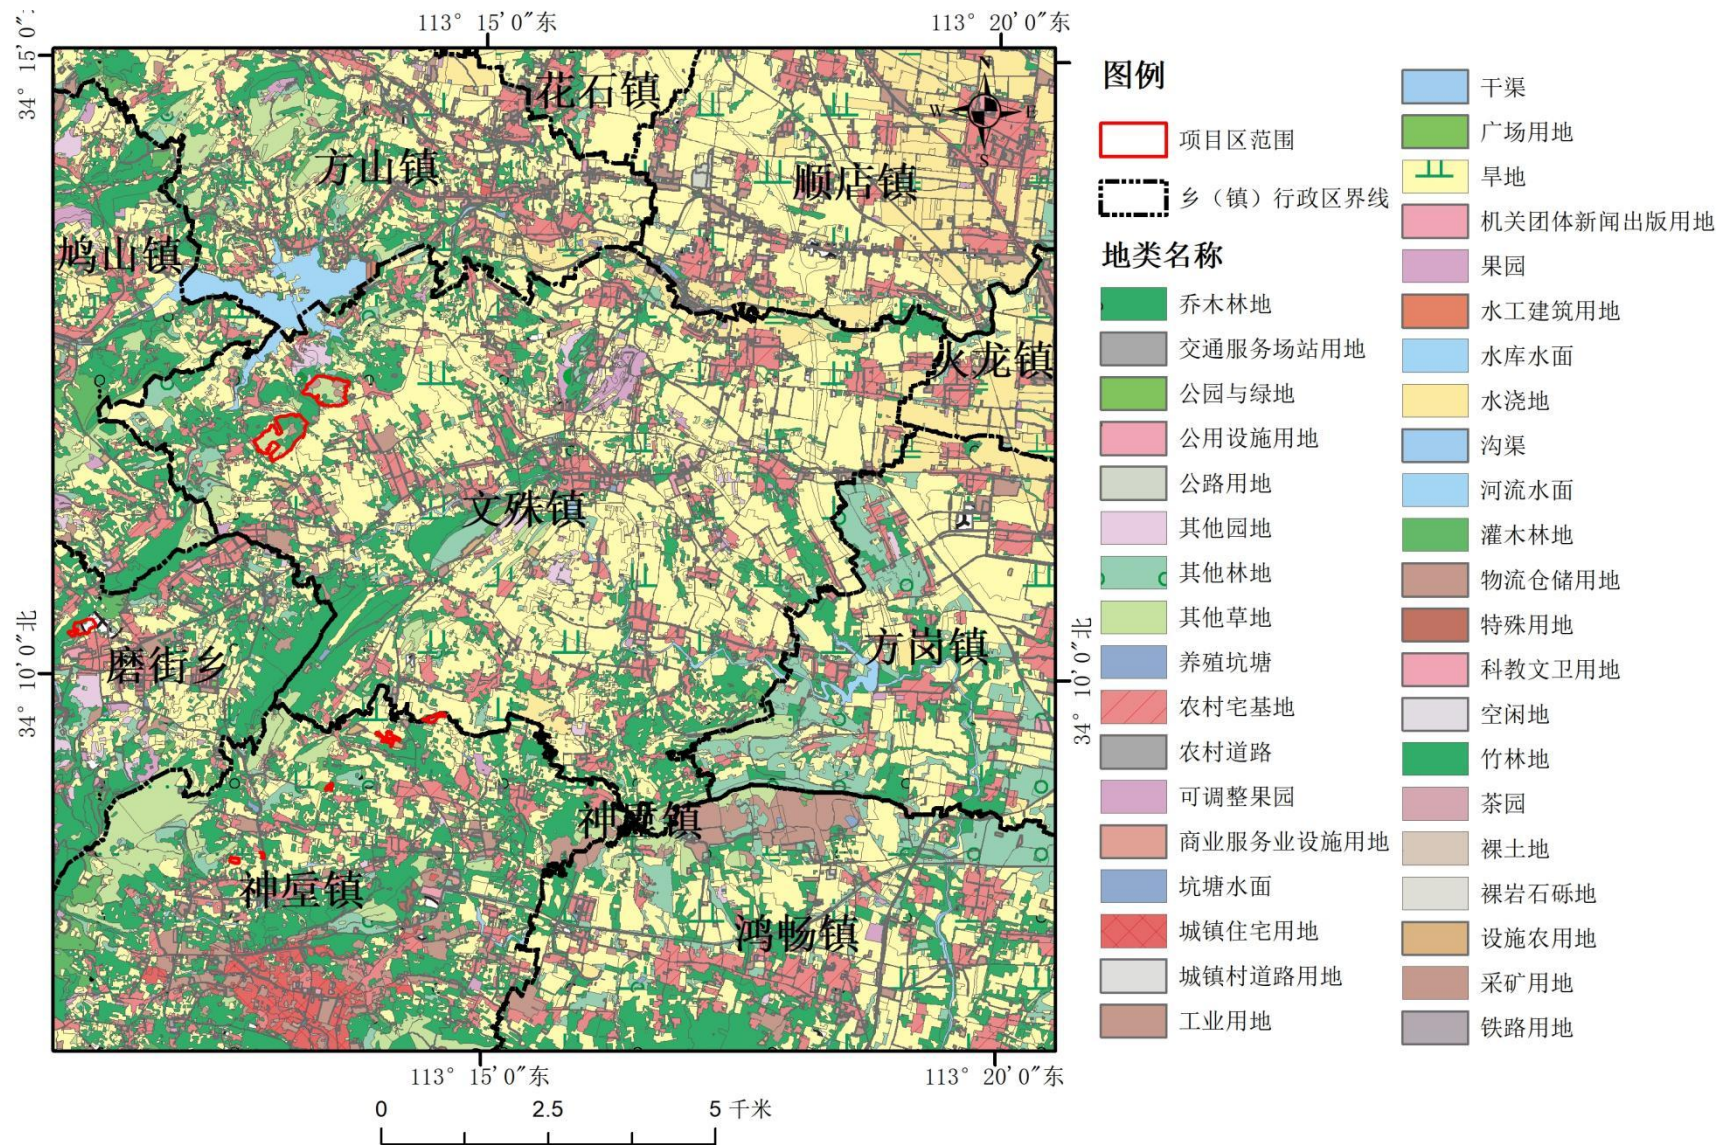 113° 15'0"东
113° 20'0"东
34° 15'0"
34° 10'0"北
34° 10'0"北
N
W
E
S
花石镇
方山镇
顺店镇
鸠山镇
火龙镇
文殊镇
方岗镇
磨街乡
神垕镇
鸿畅镇
113° 15'0"东
113° 20'0"东
0
2.5
5 千米
图例
项目区范围
乡（镇）行政区界线
地类名称
乔木林地
交通服务场站用地
公园与绿地
公用设施用地
公路用地
其他园地
其他林地
其他草地
养殖坑塘
农村宅基地
农村道路
可调整果园
商业服务业设施用地
坑塘水面
城镇住宅用地
城镇村道路用地
工业用地
干渠
广场用地
旱地
机关团体新闻出版用地
果园
水工建筑用地
水库水面
水浇地
沟渠
河流水面
灌木林地
物流仓储用地
特殊用地
科教文卫用地
空闲地
竹林地
茶园
裸土地
裸岩石砾地
设施农用地
采矿用地
铁路用地